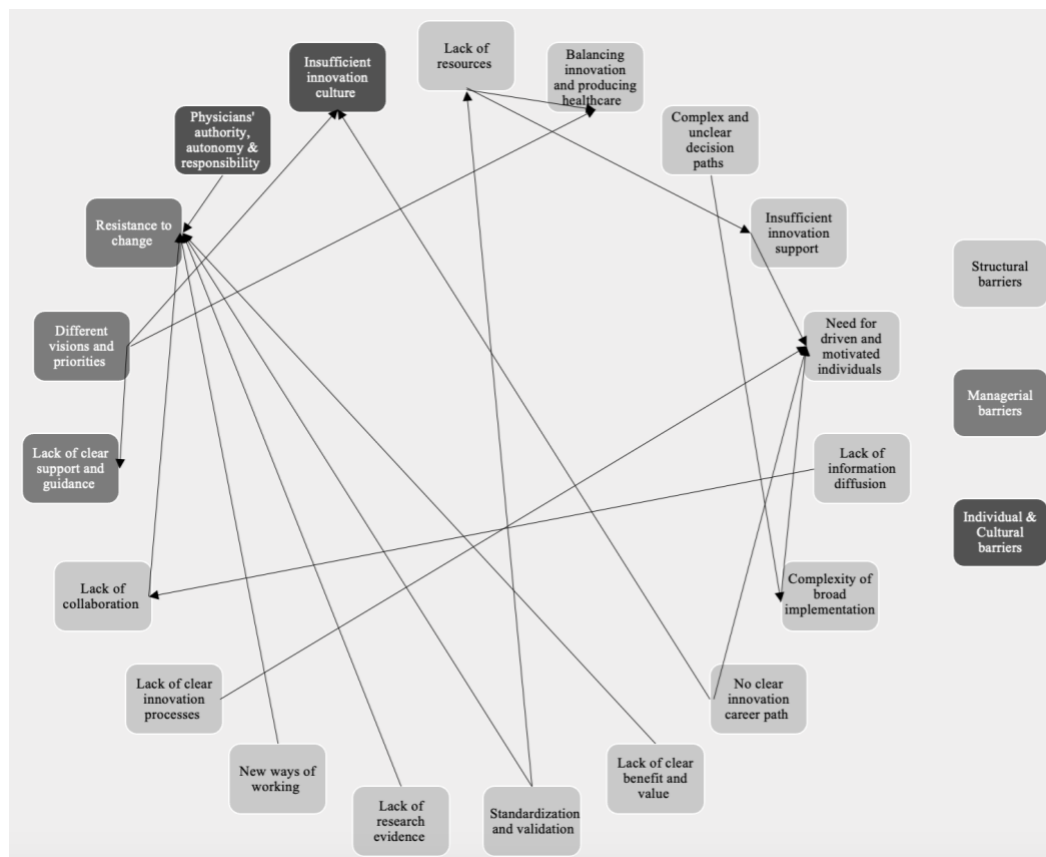 Lack of
resources
Insufficient
innovation
culture
Balancing
innovation
and producing
healthcare
Physicians'
authority,
autonomy &
responsibility
Complex and
unclear
decision
paths
Resistance to
change
Insufficient
innovation
support
Structural
barriers
Different
visions and
priorities
Need for
driven and
motivated
individuals
Managerial
barriers
Lack of clear
support and
guidance
Lack of
information
diffusion
Individual &
Cultural
barriers
Lack of
collaboration
Complexity of
broad
implementation
Lack of clear
innovation
processes
No clear
innovation
career path
New ways of
working
Lack of clear
benefit and
value
Lack of
research
evidence
Standardization
and validation